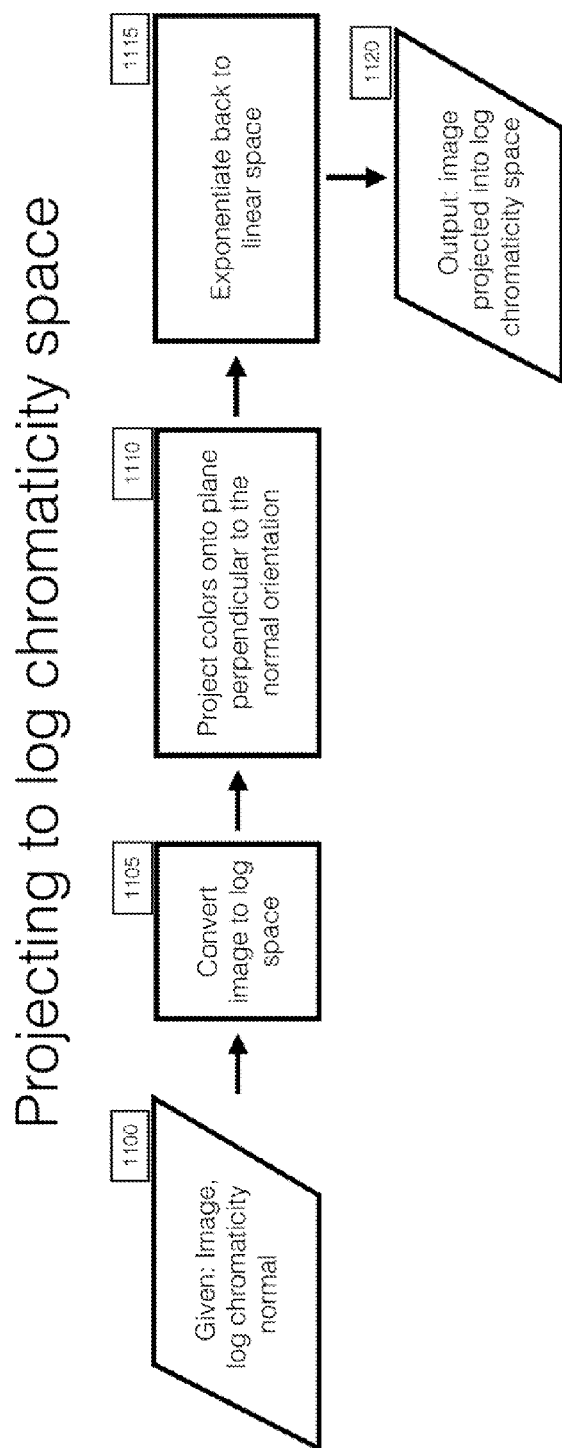 Projecting to log chromaticity space
1100
Given: Image,
log chromaticity
normal
1105
Convert
image to log
space
1110
Project colors onto plane
perpendicular to the
normal orientation
1115
Exponentiate back to
linear space
1120
Output: image
projected into log
chromaticity space